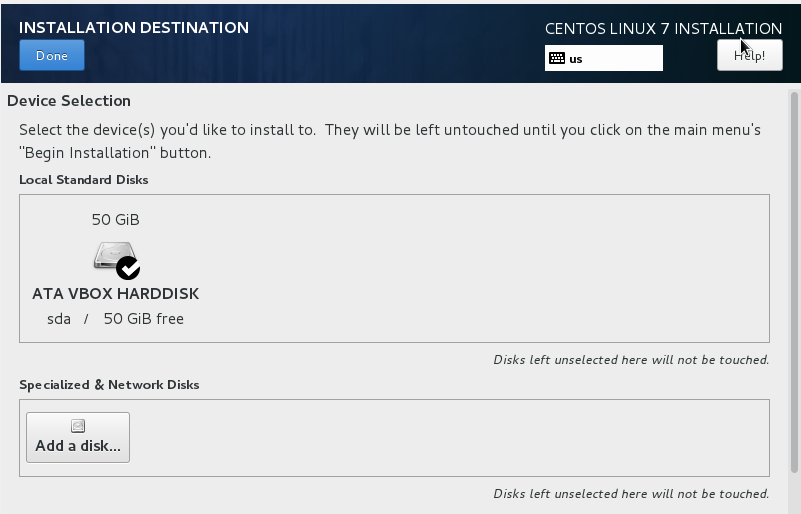 INSTALLATION DESTINATION
CENTOS LINUX 7 INSTALLATION
Done
us
Help!
Device Selection
Select the device(s) you'd like to install to.  They will be left untouched until you click on the main menu's
"Begin Installation" button.
Local Standard Disks
50 GiB
ATA VBOX HARDDISK
sda / 50 GiB free
Disks left unselected here will not be touched.
Specialized & Network Disks
Add a disk...
Disks left unselected here will not be touched.